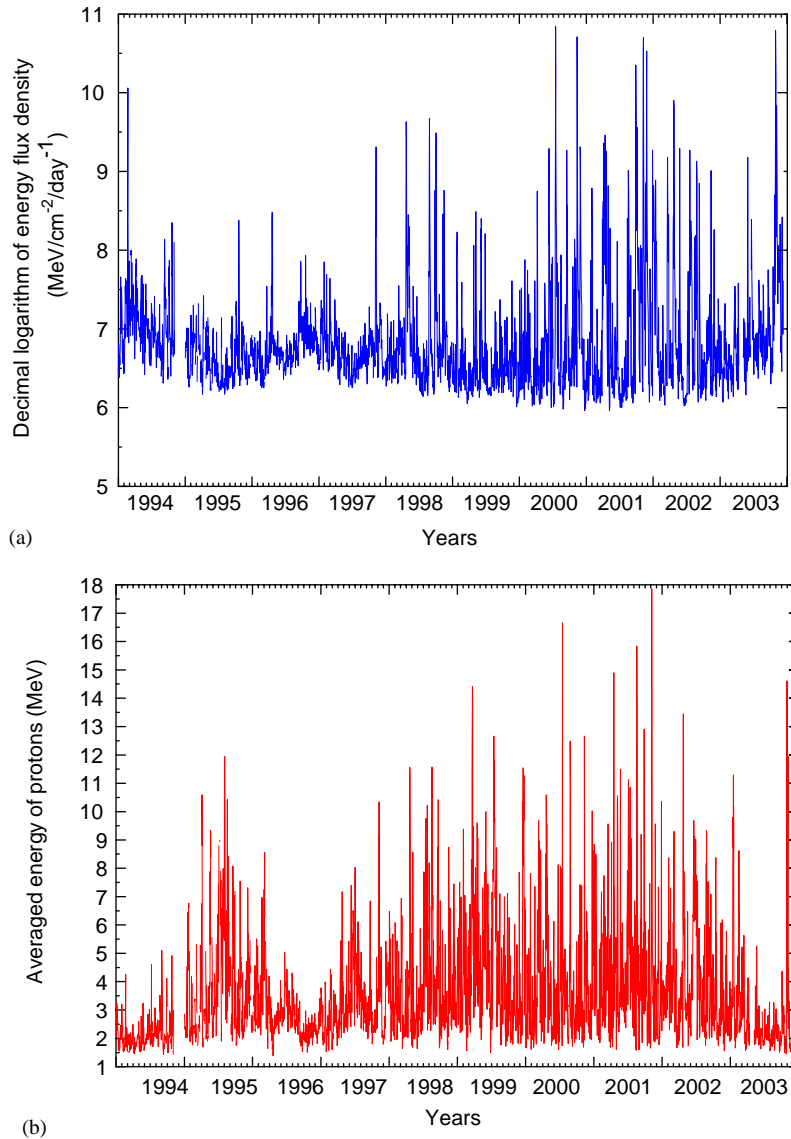 11
10
9
8
7
6
5
Decimal logarithm of energy flux density
(MeV/cm-2/day-1)
1994 1995 1996 1997 1998 1999 2000 2001 2002 2003
Years
(a)
18
17
16
15
14
13
12
11
10
9
8
7
6
5
4
3
2
1
Averaged energy of protons (MeV)
1994 1995 1996 1997 1998 1999 2000 2001 2002 2003
Years
(b)